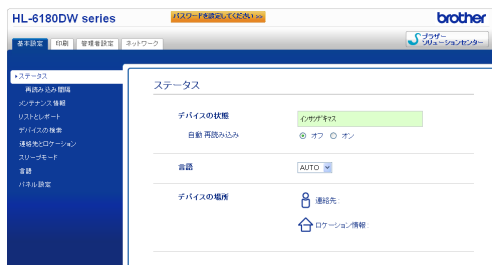 HL-6180DW series
パスワードを設定してください >>
brother
基本設定 印刷 管理者設定 ネットワーク
ブラザー
ソリューションセンター
ステータス
再読み込み間隔
メンテナンス情報
リストとレポート
デバイスの検索
連絡先とロケーション
スリープモード
言語
パネル設定
ステータス
デバイスの状態
ｲﾝｻﾂﾃﾞｷﾏｽ
自動再読み込み オフ オン
言語 AUTO
デバイスの場所 連絡先:
ロケーション情報: